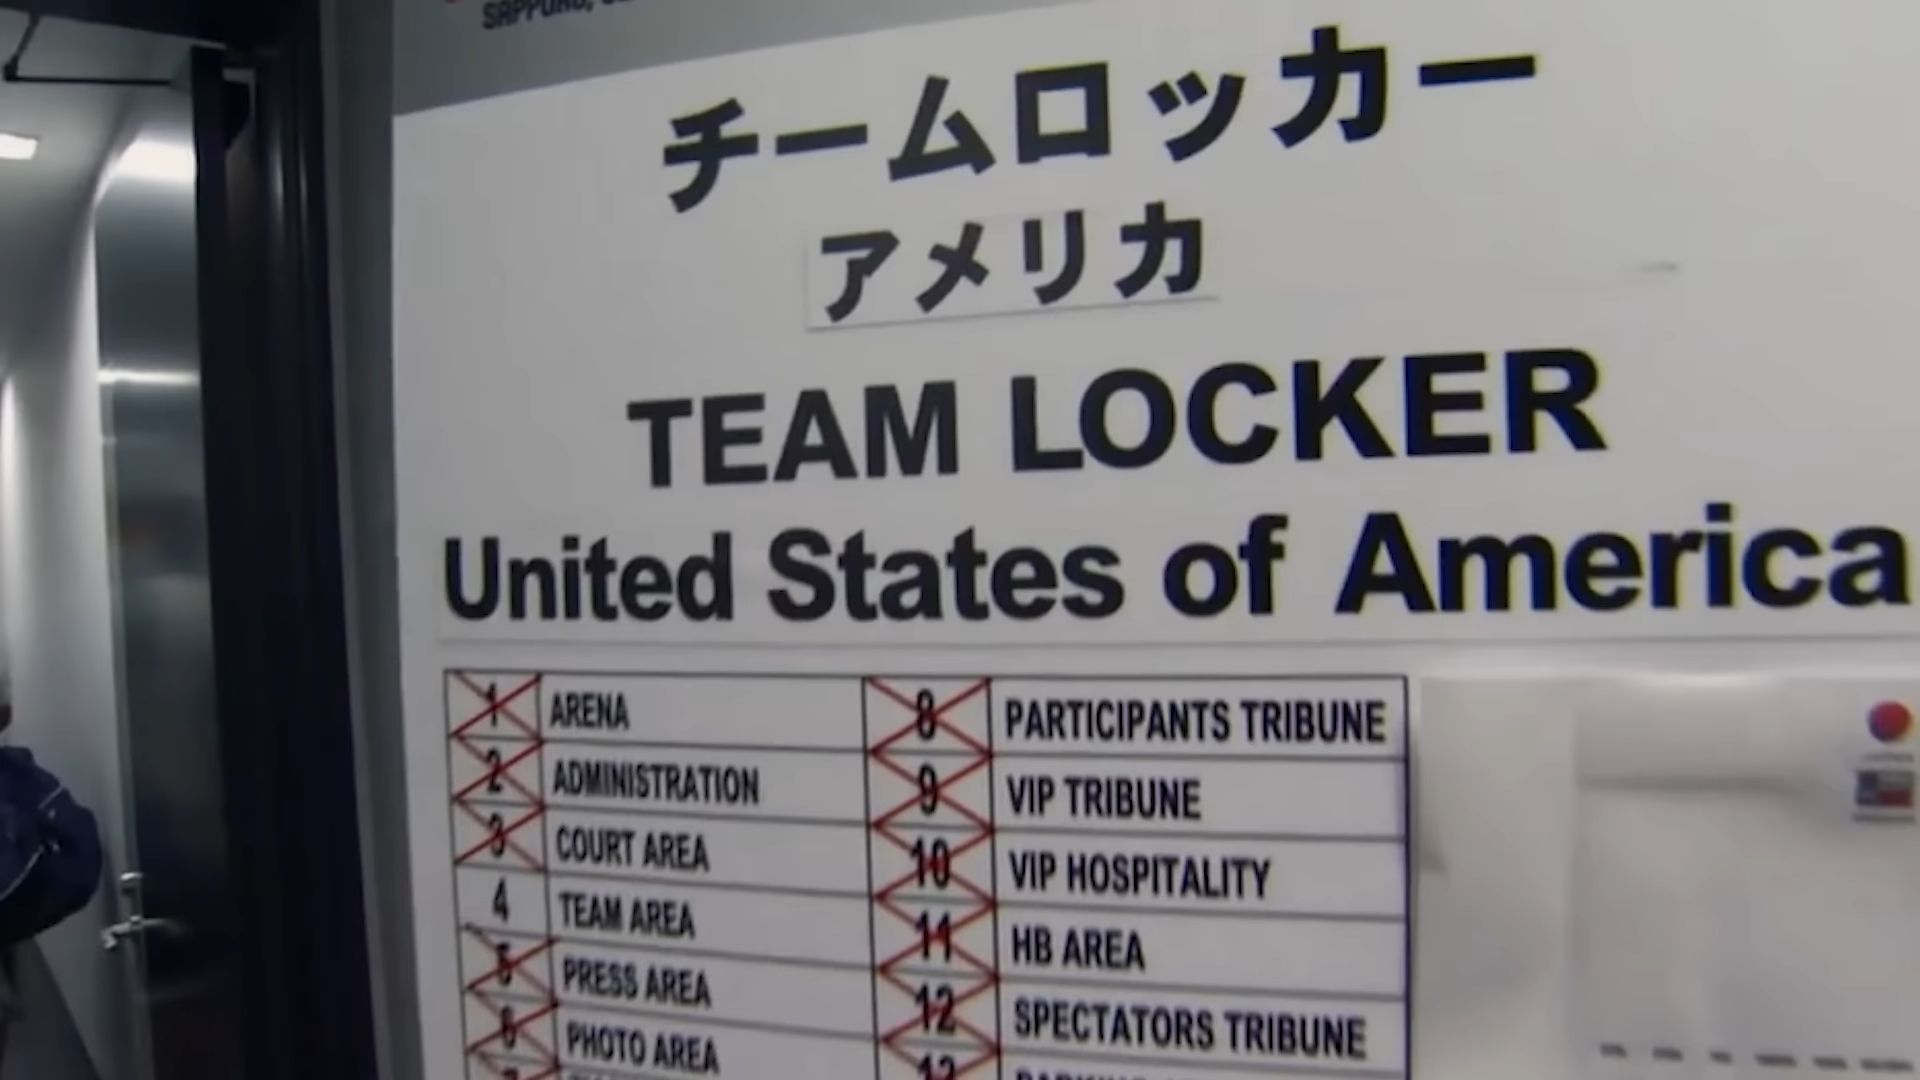 SAPPORO,
チームロッカー
アメリカ
TEAM LOCKER
United States of America
1 ARENA
2 ADMINISTRATION
3 COURT AREA
4 TEAM AREA
5 PRESS AREA
6 PHOTO AREA
8 PARTICIPANTS TRIBUNE
9 VIP TRIBUNE
10 VIP HOSPITALITY
11 HB AREA
12 SPECTATORS TRIBUNE
13